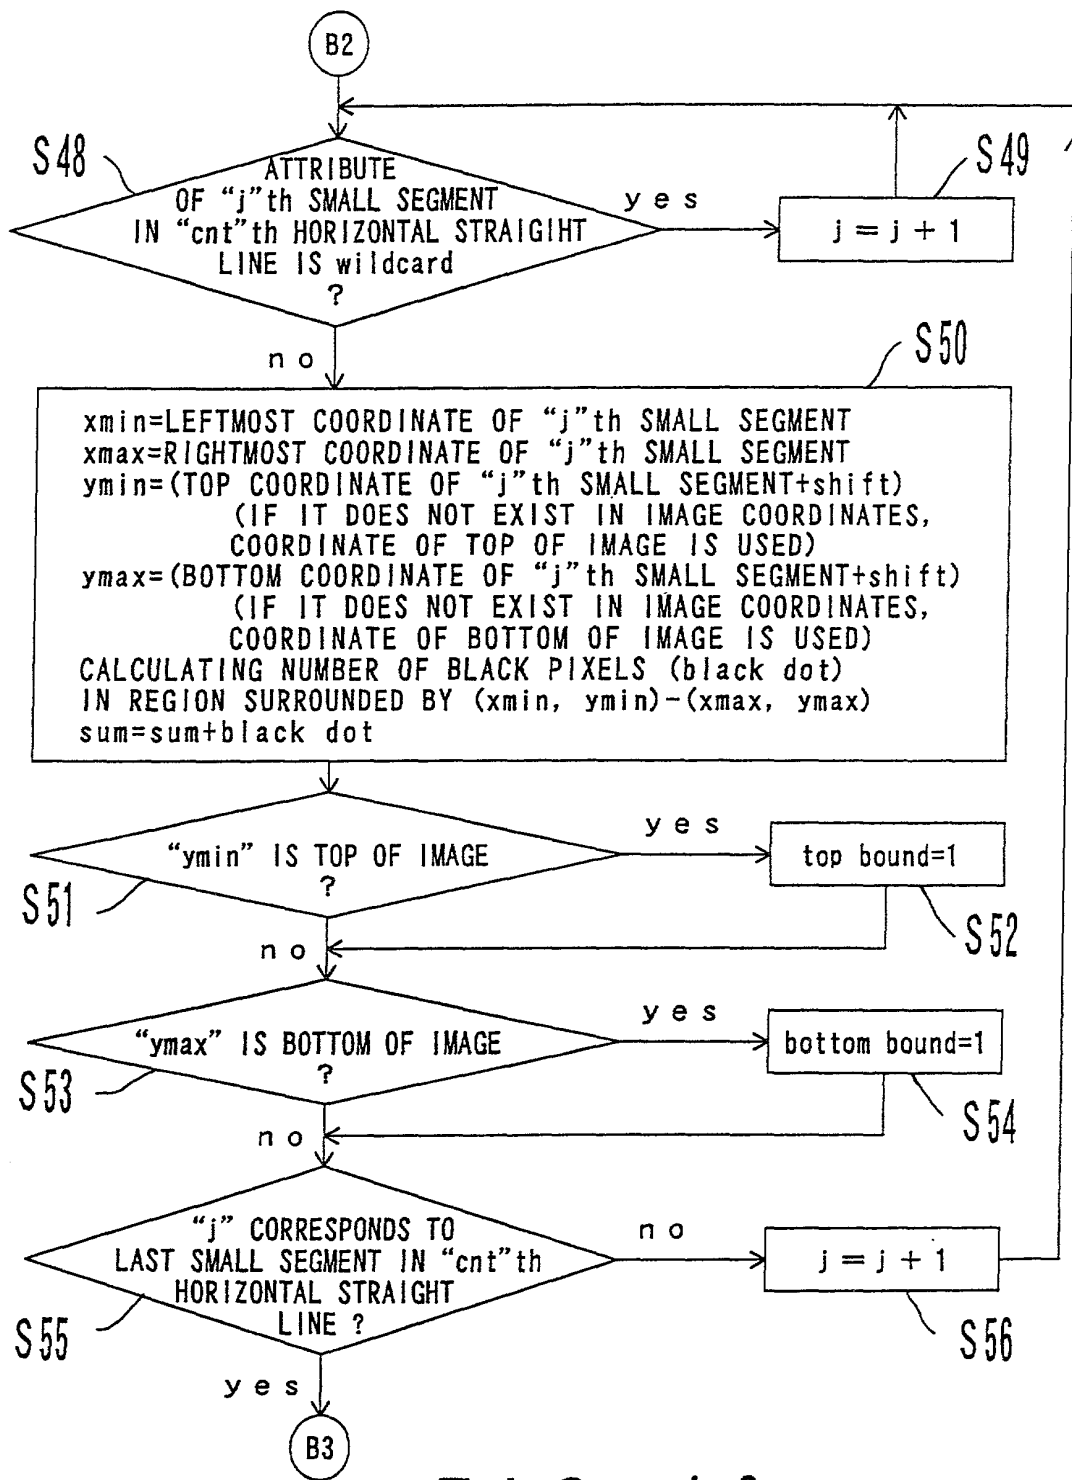 B2
S48
ATTRIBUTE
OF “j”th SMALL SEGMENT
IN “cnt”th HORIZONTAL STRAIGIHT
LINE IS wildcard
?
yes
S49
j = j + 1
no
S50
xmin=LEFTMOST COORDINATE OF “j”th SMALL SEGMENT
xmax=RIGHTMOST COORDINATE OF “j”th SMALL SEGMENT
ymin=(TOP COORDINATE OF “j”th SMALL SEGMENT+shift)
(IF IT DOES NOT EXIST IN IMAGE COORDINATES,
COORDINATE OF TOP OF IMAGE IS USED)
ymax=(BOTTOM COORDINATE OF “j”th SMALL SEGMENT+shift)
(IF IT DOES NOT EXIST IN IMAGE COORDINATES,
COORDINATE OF BOTTOM OF IMAGE IS USED)
CALCULATING NUMBER OF BLACK PIXELS (black dot)
IN REGION SURROUNDED BY (xmin, ymin)-(xmax, ymax)
sum=sum+black dot
“ymin” IS TOP OF IMAGE
?
yes
top bound=1
S51
S52
no
“ymax” IS BOTTOM OF IMAGE
?
yes
bottom bound=1
S53
S54
no
“j” CORRESPONDS TO
LAST SMALL SEGMENT IN “cnt”th
HORIZONTAL STRAIGHT
LINE ?
no
j = j + 1
S55
S56
yes
B3